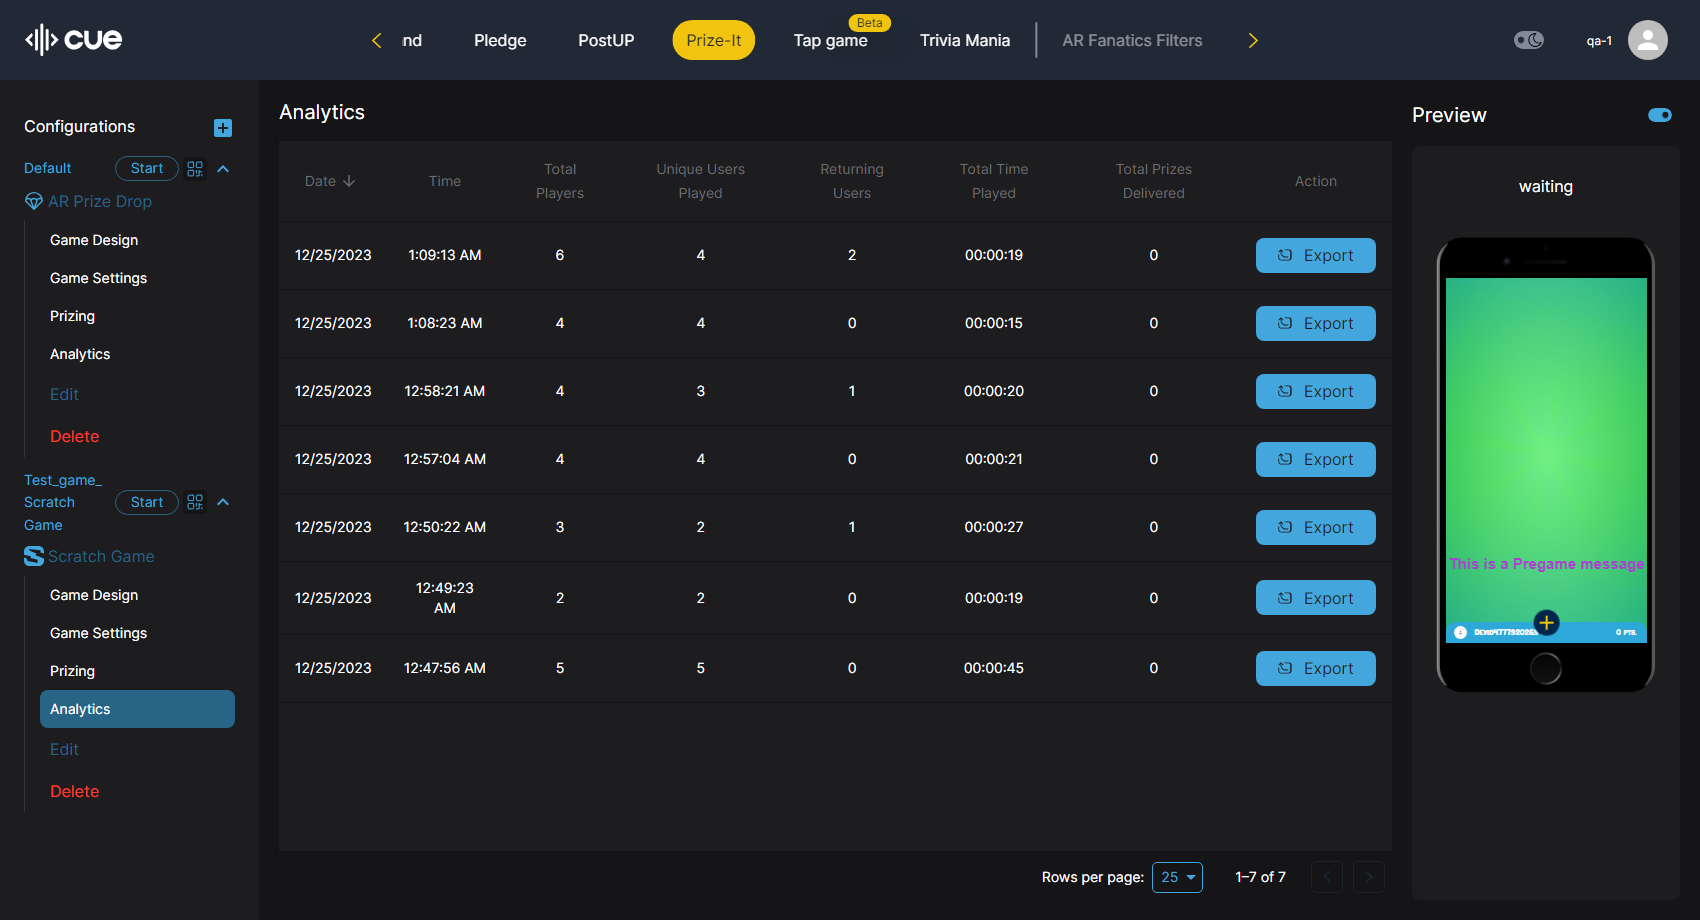 cue
nd
Pledge
PostUP
Prize-It
Beta
Tap game
Trivia Mania
AR Fanatics Filters
qa-1
Configurations
Default
Start
AR Prize Drop
Game Design
Game Settings
Prizing
Analytics
Edit
Delete
Test_game_
Scratch
Game
Start
Scratch Game
Game Design
Game Settings
Prizing
Analytics
Edit
Delete
Analytics
Date Time Total Players Unique Users Played Returning Users Total Time Played Total Prizes Delivered Action
12/25/2023 1:09:13 AM 6 4 2 00:00:19 0 Export
12/25/2023 1:08:23 AM 4 4 0 00:00:15 0 Export
12/25/2023 12:58:21 AM 4 3 1 00:00:20 0 Export
12/25/2023 12:57:04 AM 4 4 0 00:00:21 0 Export
12/25/2023 12:50:22 AM 3 2 1 00:00:27 0 Export
12/25/2023 12:49:23 AM 2 2 0 00:00:19 0 Export
12/25/2023 12:47:56 AM 5 5 0 00:00:45 0 Export
Rows per page: 25 1–7 of 7
Preview
waiting
This is a Pregame message
0 PTS.